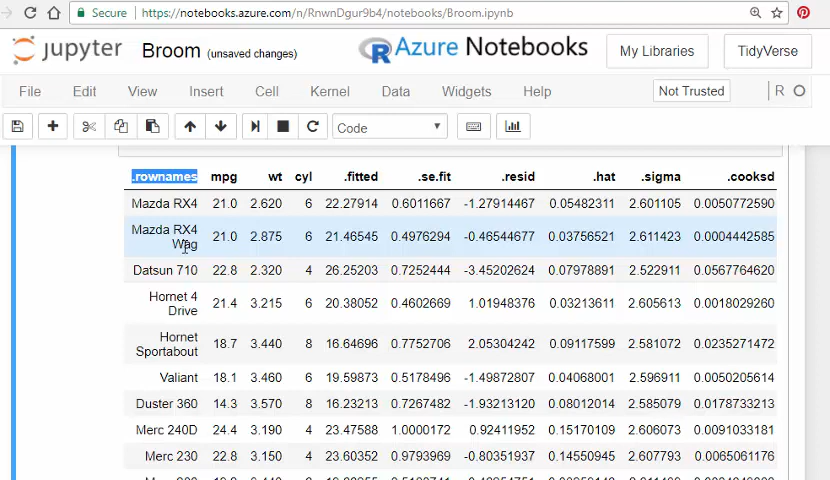 Secure https://notebooks.azure.com/n/RnwnDgur9b4/notebooks/Broom.ipynb
jupyter Broom (unsaved changes) R Azure Notebooks My Libraries TidyVerse
File Edit View Insert Cell Kernel Data Widgets Help Not Trusted R
Code
.rownames mpg wt cyl .fitted .se.fit .resid .hat .sigma .cooksd
Mazda RX4 21.0 2.620 6 22.27914 0.6011667 -1.27914467 0.05482311 2.601105 0.0050772590
Mazda RX4
Wag 21.0 2.875 6 21.46545 0.4976294 -0.46544677 0.03756521 2.611423 0.0004442585
Datsun 710 22.8 2.320 4 26.25203 0.7252444 -3.45202624 0.07978891 2.522911 0.0567764620
Hornet 4
Drive 21.4 3.215 6 20.38052 0.4602669 1.01948376 0.03213611 2.605613 0.0018029260
Hornet
Sportabout 18.7 3.440 8 16.64696 0.7752706 2.05304242 0.09117599 2.581072 0.0235271472
Valiant 18.1 3.460 6 19.59873 0.5178496 -1.49872807 0.04068001 2.596911 0.0050205614
Duster 360 14.3 3.570 8 16.23213 0.7267482 -1.93213120 0.08012014 2.585079 0.0178733213
Merc 240D 24.4 3.190 4 23.47588 1.0000172 0.92411952 0.15170109 2.606073 0.0091033181
Merc 230 22.8 3.150 4 23.60352 0.9793969 -0.80351937 0.14550945 2.607793 0.0065061176